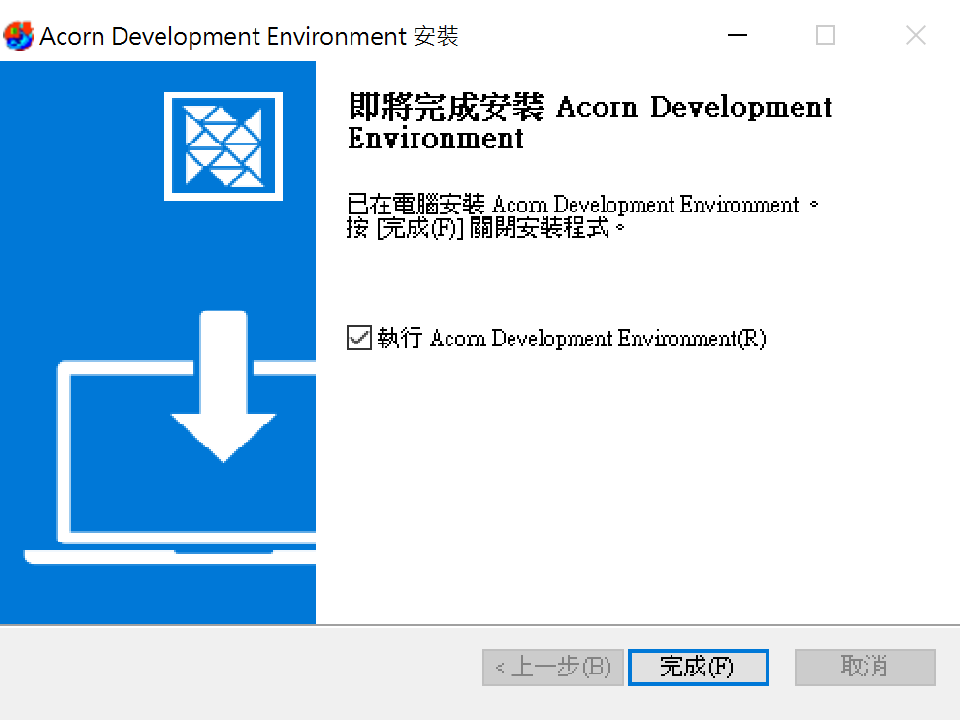 Acorn Development Environment 安裝
即將完成安裝 Acorn Development
Environment
已在電腦安裝 Acorn Development Environment 。
按 [完成(F)] 關閉安裝程式。
執行 Acorn Development Environment(R)
< 上一步(B)
完成(F)
取消